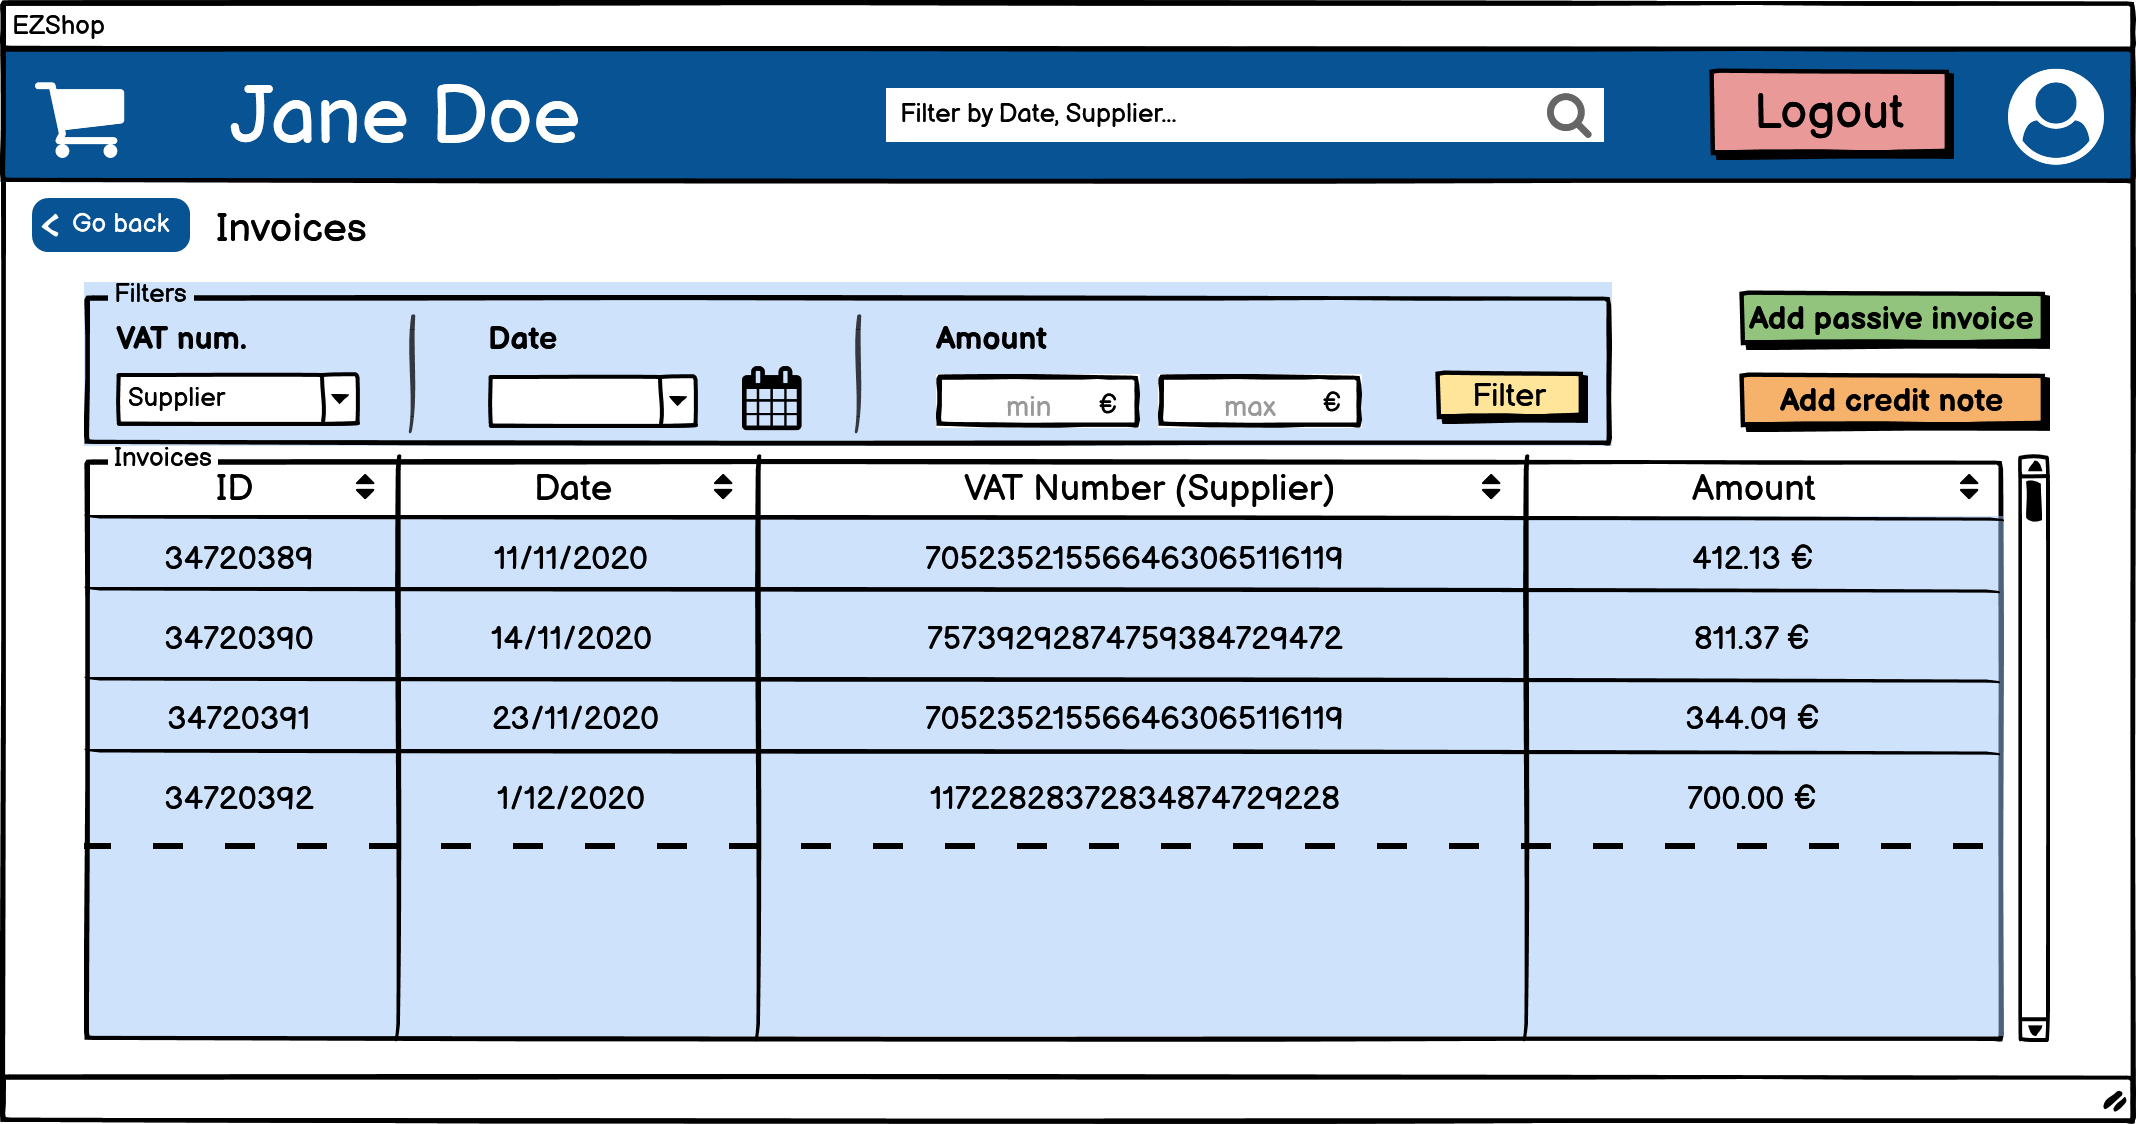 EZShop
Jane Doe
Filter by Date, Supplier...
Logout
Go back
Invoices
Filters
VAT num.
Date
Amount
Supplier
min €
max €
Filter
Add passive invoice
Add credit note
Invoices
ID Date VAT Number (Supplier) Amount
34720389 11/11/2020 705235215566463065116119 412.13 €
34720390 14/11/2020 75739292874759384729472 811.37 €
34720391 23/11/2020 705235215566463065116119 344.09 €
34720392 1/12/2020 11722828372834874729228 700.00 €